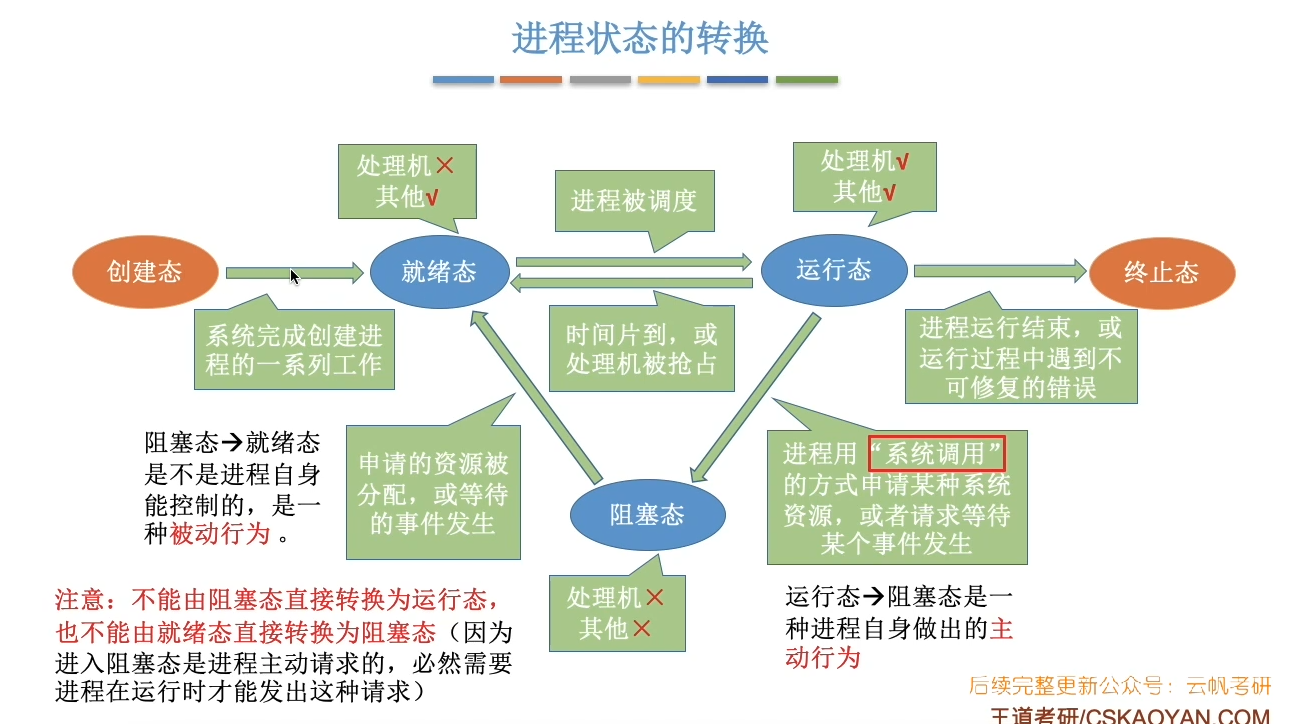 进程状态的转换
处理机×
其他√
进程被调度
处理机√
其他√
创建态
就绪态
运行态
终止态
系统完成创建进
程的一系列工作
时间片到，或
处理机被抢占
进程运行结束，或
运行过程中遇到不
可修复的错误
阻塞态→就绪态
是不是进程自身
能控制的，是一
种被动行为 。
申请的资源被
分配，或等待
的事件发生
进程用“系统调用”
的方式申请某种系统
资源，或者请求等待
某个事件发生
阻塞态
处理机×
其他×
注意：不能由阻塞态直接转换为运行态，
也不能由就绪态直接转换为阻塞态（因为
进入阻塞态是进程主动请求的，必然需要
进程在运行时才能发出这种请求）
运行态→阻塞态是一
种进程自身做出的主
动行为
后续完整更新公众号：云帆考研
王道考研/CSKAOYAN.COM